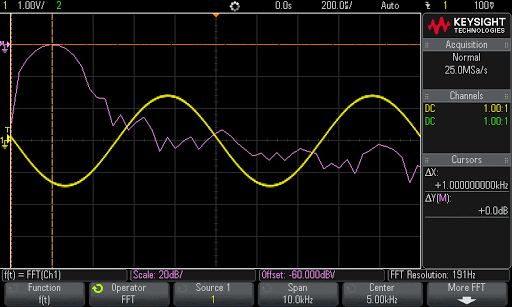 1 1.00V/ 2 0.0s 200.0ns/ Auto 1 100♉
KEYSIGHT
TECHNOLOGIES
Acquisition
Normal
25.0MSa/s
Channels
DC 1.00:1
DC 1.00:1
Cursors
ΔX:
+1.000000000kHz
ΔY(M):
+0.0dB
T
1
f(t) = FFT(Ch1) Scale: 20dB/ Offset: -60.000dBV FFT Resolution: 191Hz
Function Operator Source 1 Span Center More FFT
f(t) FFT 1 10.0kHz 5.00kHz